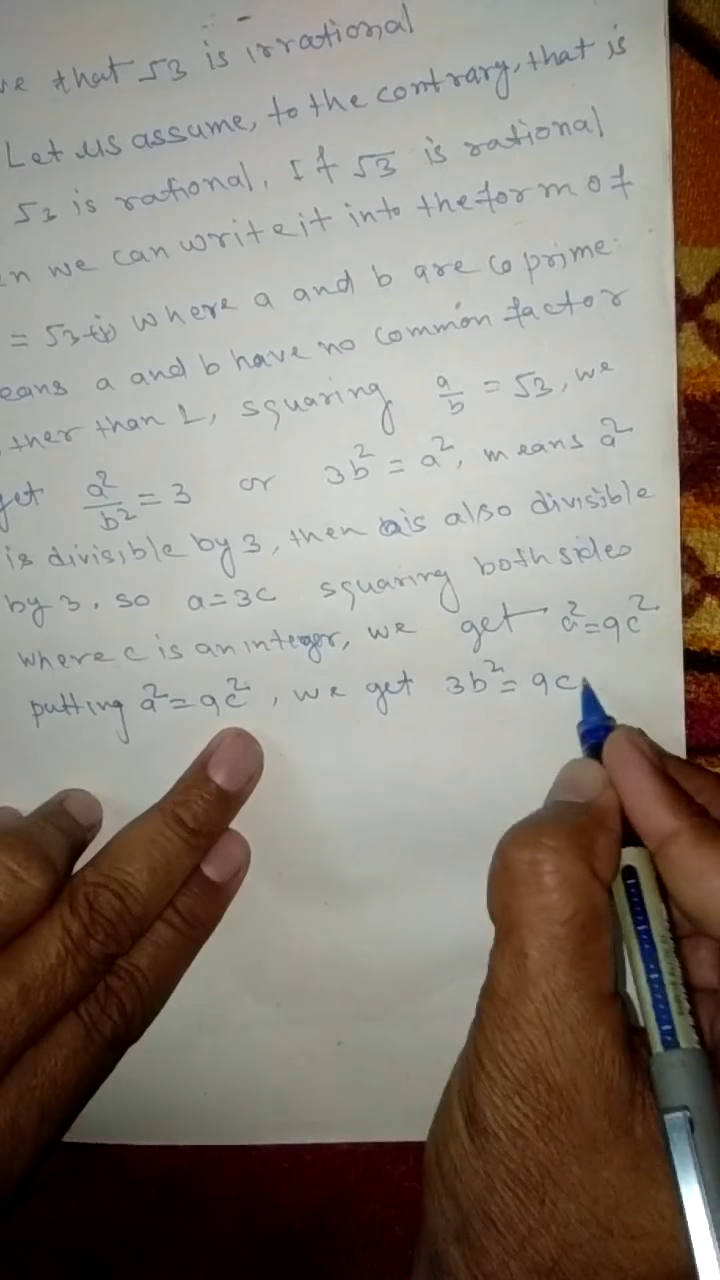 ve that √3 is irrational
Let us assume, to the contrary, that is
√3 is rational. If √3 is rational
en we can write it into the form of
= √3 where a and b are coprime.
eans a and b have no common factor
ther than 1, squaring a/b = √3, we
get a²/b² = 3 or 3b² = a², means a²
is divisible by 3, then a is also divisible
by 3. so a=3c squaring both sides
where c is an integer, we get a²=9c²
putting a²=9c², we get 3b²=9c